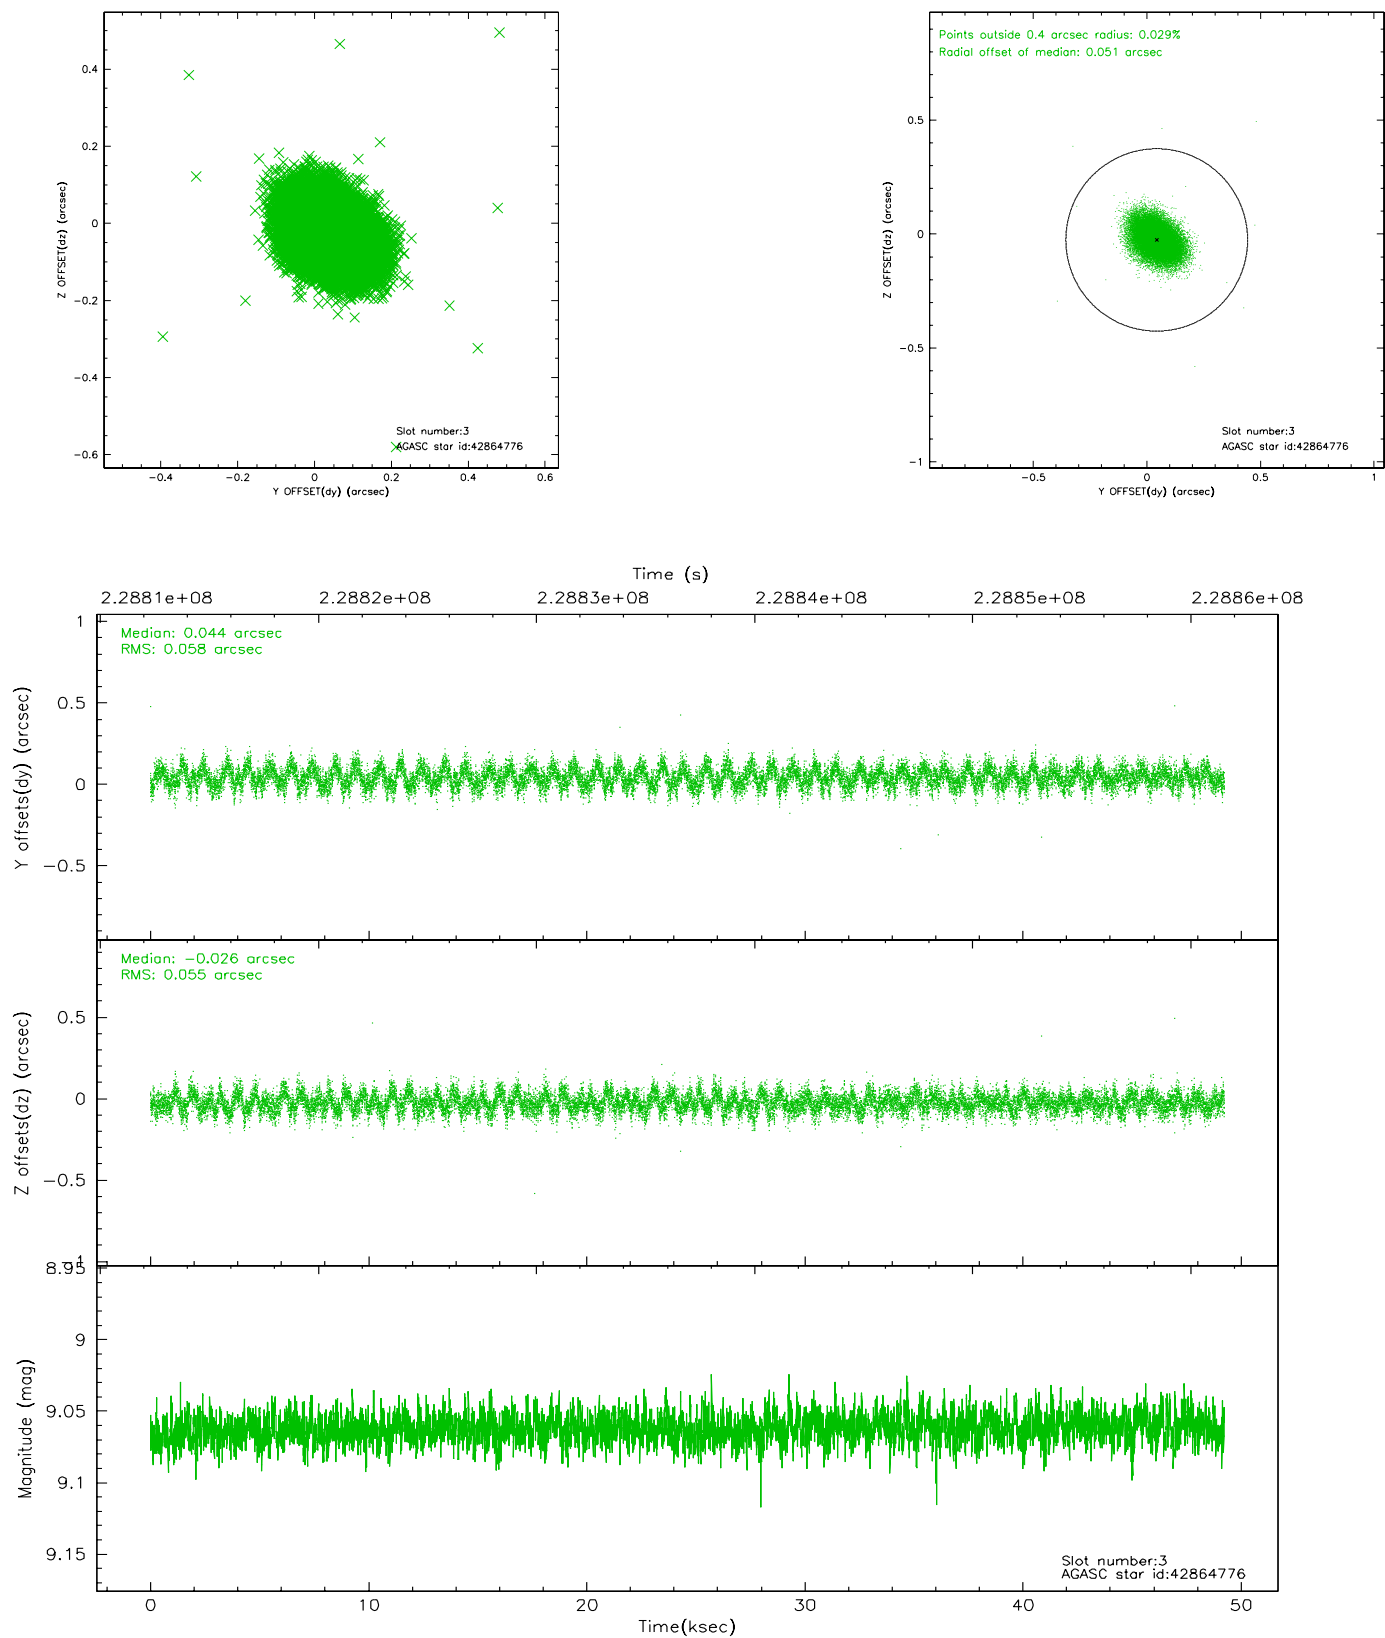 0.4
0.2
0
−0.2
−0.4
−0.6
Z OFFSET(dz) (arcsec)
Slot number:3
AGASC star id:42864776
−0.4 −0.2 0 0.2 0.4 0.6
Y OFFSET(dy) (arcsec)
Points outside 0.4 arcsec radius: 0.029%
Radial offset of median: 0.051 arcsec
0.5
0
−0.5
−1
Z OFFSET(dz) (arcsec)
Slot number:3
AGASC star id:42864776
−0.5 0 0.5 1
Y OFFSET(dy) (arcsec)
Time (s)
2.2881e+08 2.2882e+08 2.2883e+08 2.2884e+08 2.2885e+08 2.2886e+08
Median: 0.044 arcsec
RMS: 0.058 arcsec
1
0.5
0
−0.5
Y offsets(dy) (arcsec)
Median: −0.026 arcsec
RMS: 0.055 arcsec
0.5
0
−0.5
−1
Z offsets(dz) (arcsec)
8.95
9
9.05
9.1
9.15
Magnitude (mag)
Slot number:3
AGASC star id:42864776
0 10 20 30 40 50
Time(ksec)